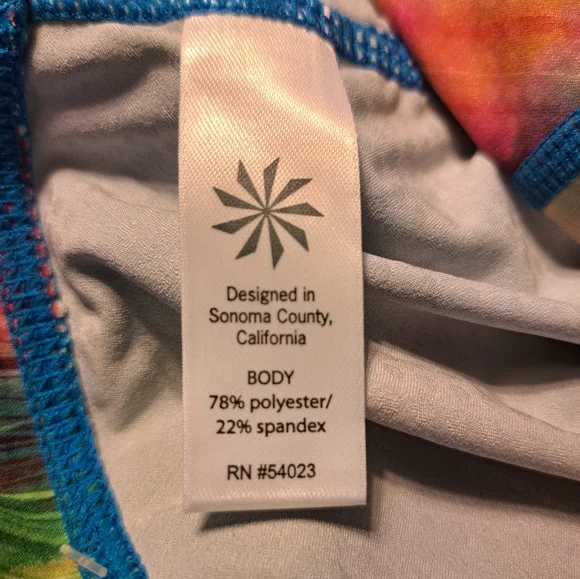 Designed in
Sonoma County,
California
BODY
78% polyester/
22% spandex
RN #54023